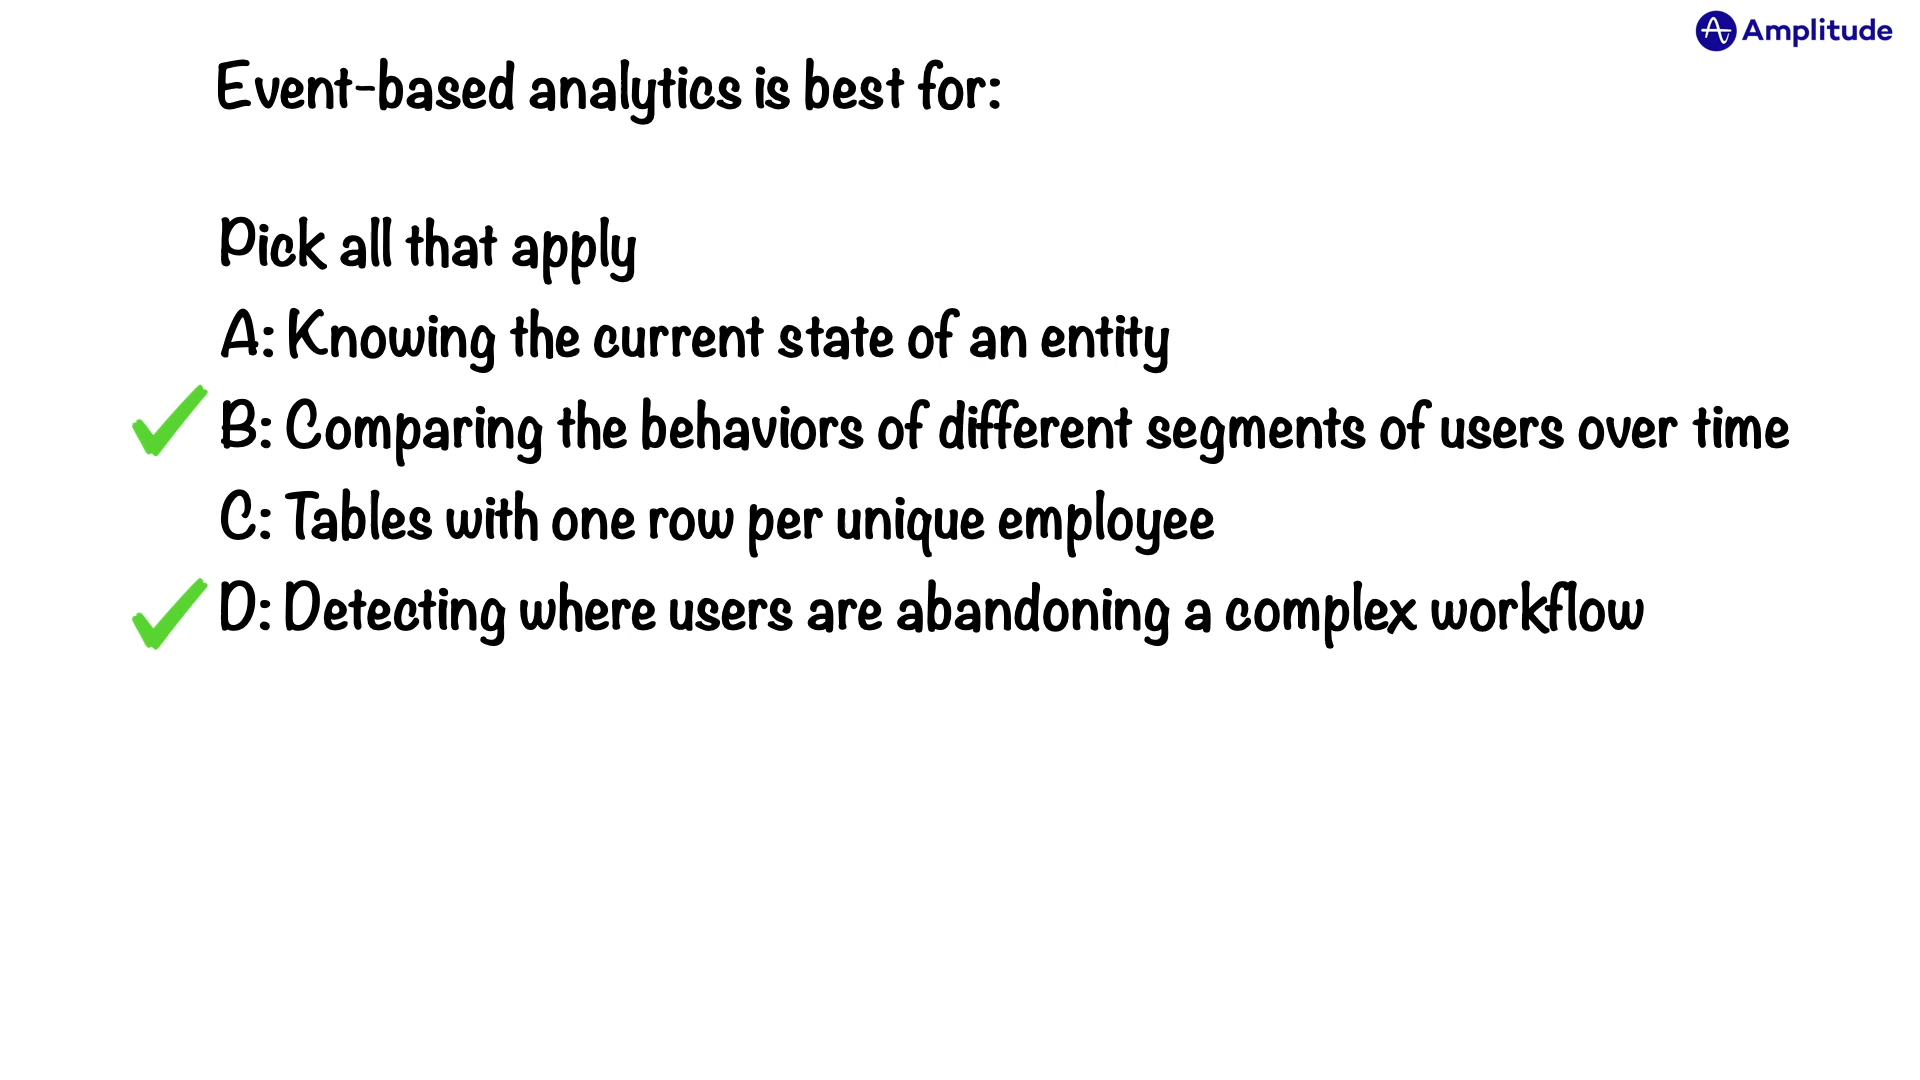 Amplitude
Event-based analytics is best for:
Pick all that apply
A: Knowing the current state of an entity
B: Comparing the behaviors of different segments of users over time
C: Tables with one row per unique employee
D: Detecting where users are abandoning a complex workflow